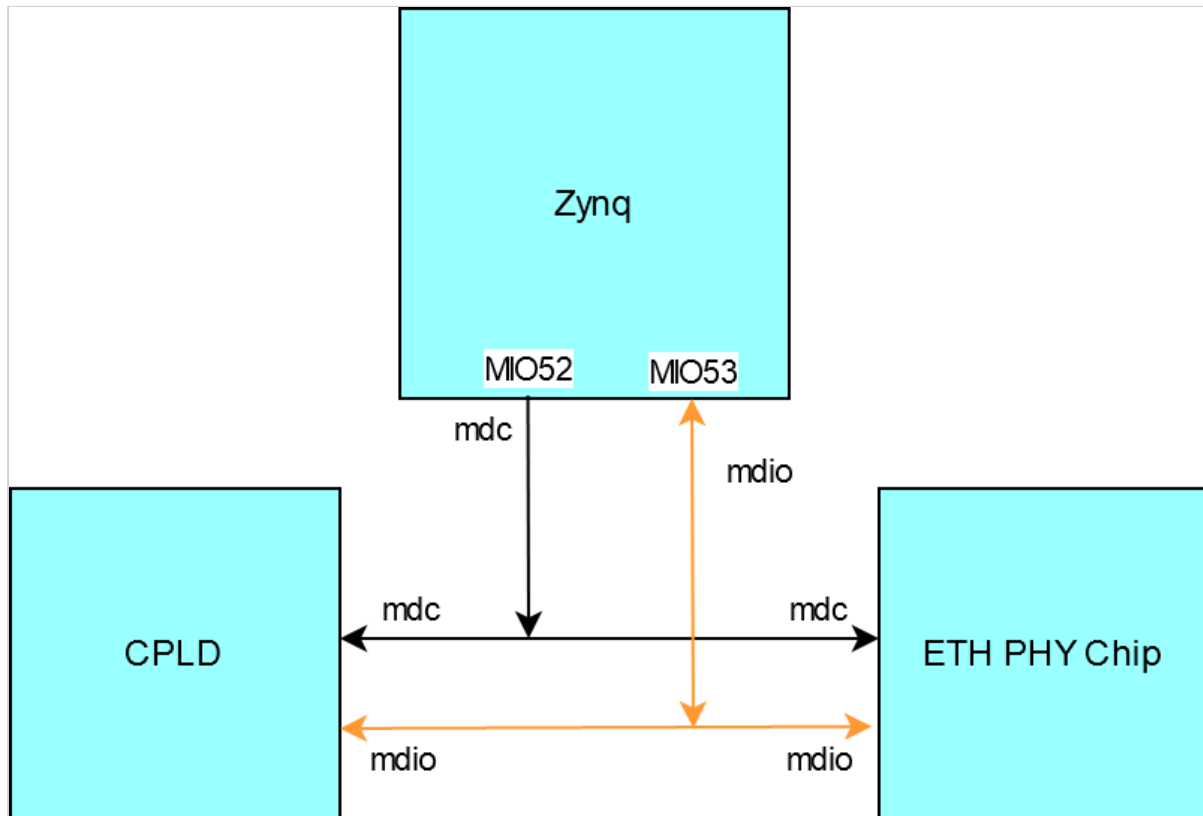 Zynq
MIO52
MIO53
mdc
mdio
mdc
mdc
CPLD
ETH PHY Chip
mdio
mdio